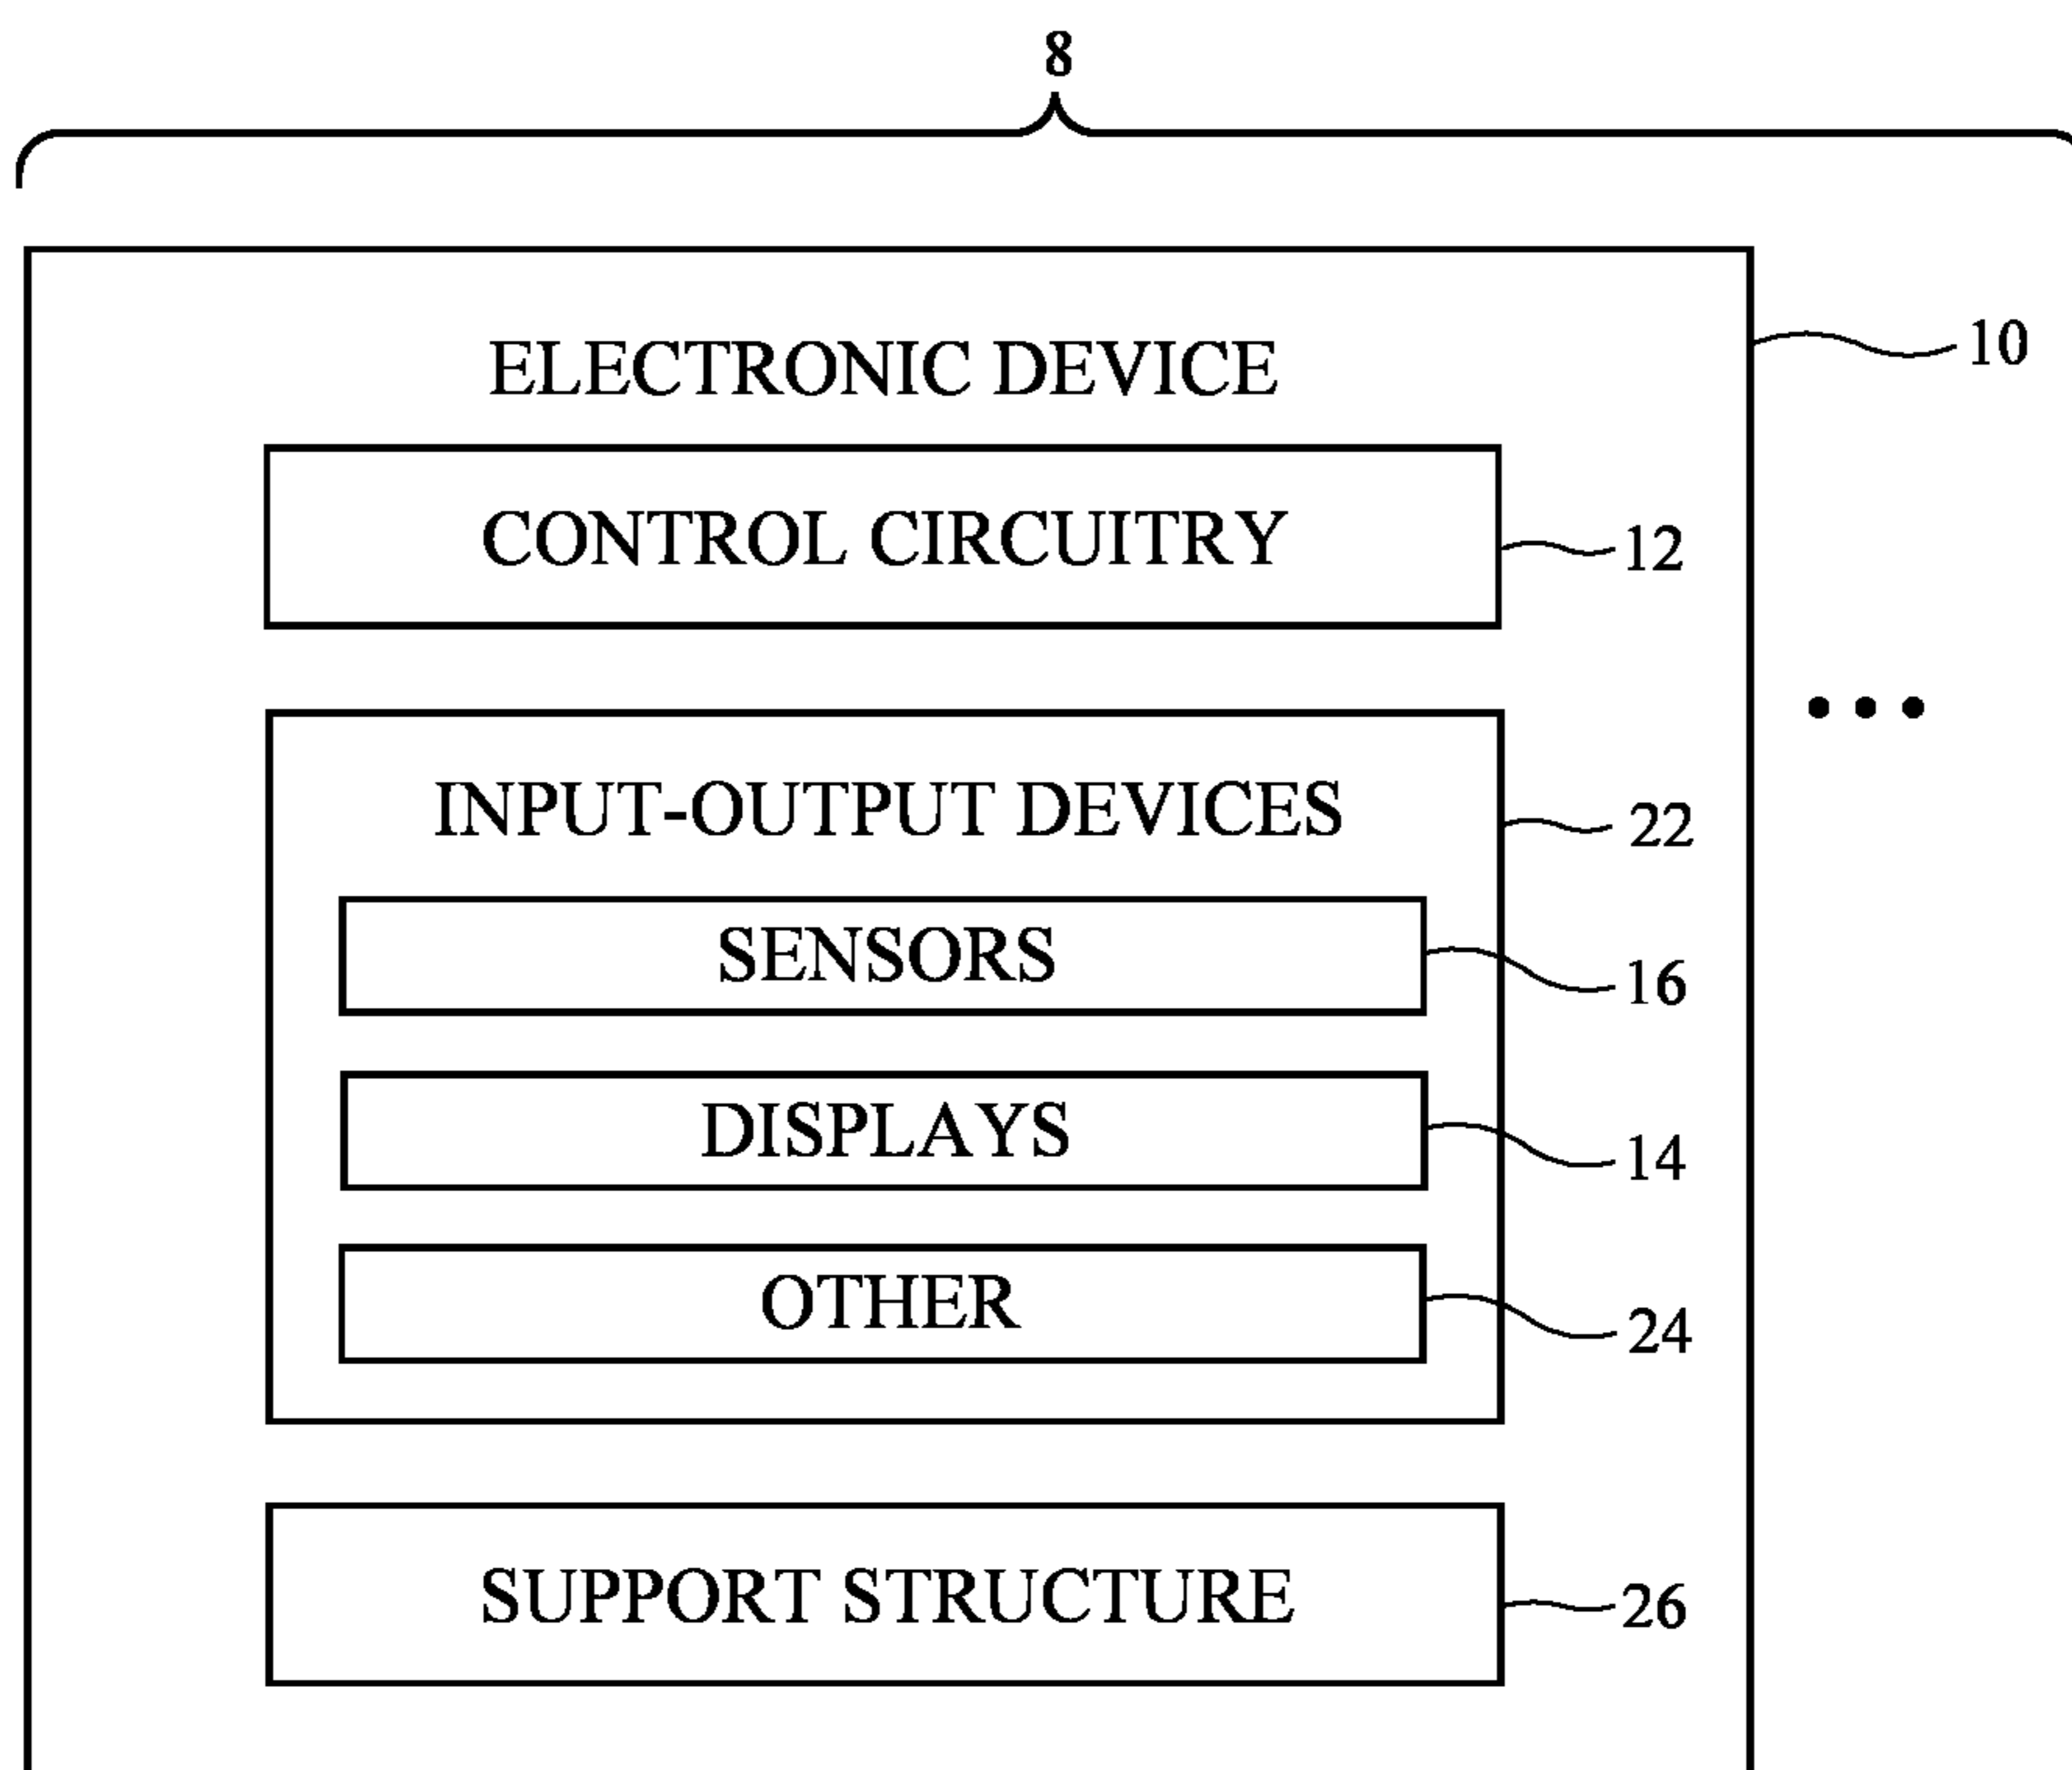 8
ELECTRONIC DEVICE
10
CONTROL CIRCUITRY
12
INPUT-OUTPUT DEVICES
22
SENSORS
16
DISPLAYS
14
OTHER
24
SUPPORT STRUCTURE
26